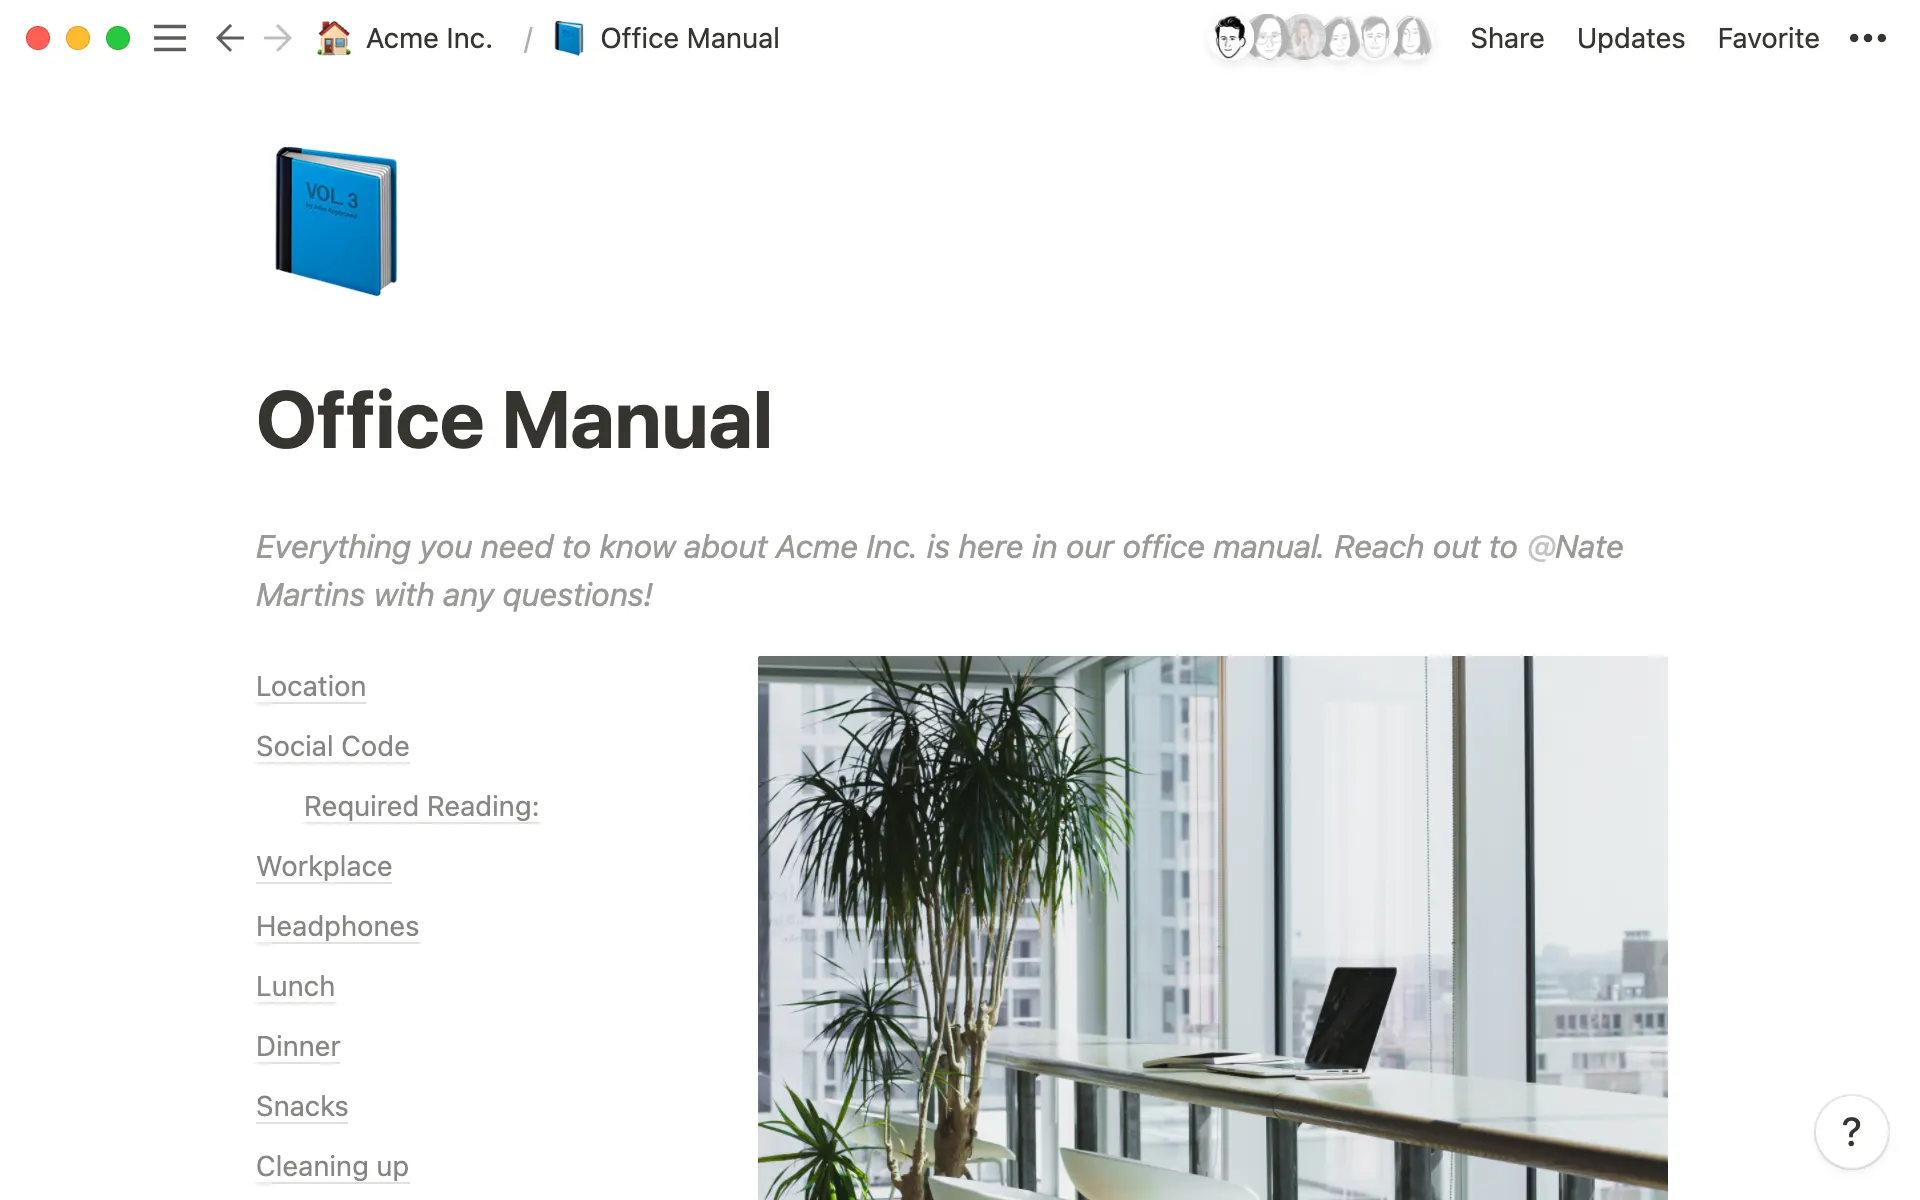 Acme Inc. / Office Manual
Share Updates Favorite •••
VOL. 3
Office Manual
Everything you need to know about Acme Inc. is here in our office manual. Reach out to @Nate
Martins with any questions!
Location
Social Code
Required Reading:
Workplace
Headphones
Lunch
Dinner
Snacks
Cleaning up
?